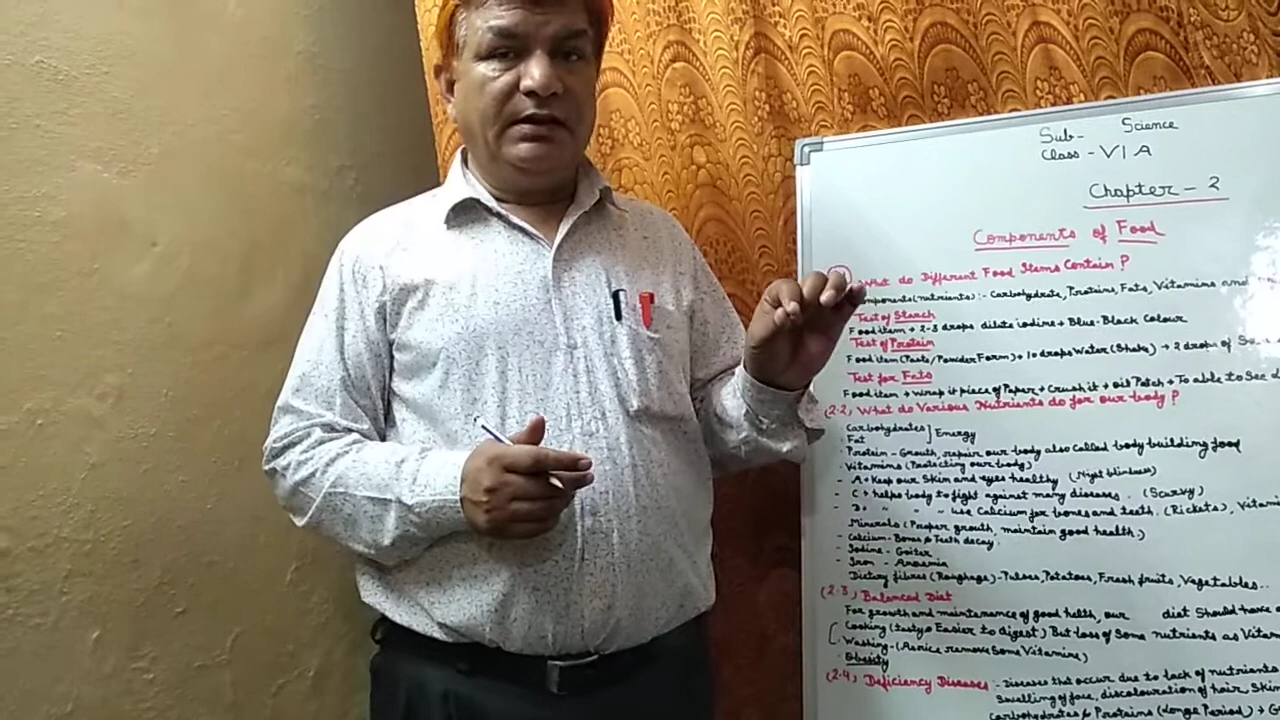 Sub- Science
Class - VI A
Chapter - 2
Components of Food
What do Different Food Items Contain?
Components (nutrients) :- Carbohydrate, Proteins, Fats, Vitamins and
Test of Starch
Food item + 2-3 drops dilute iodine + Blue-Black Colour
Test of Protein
Food item (Paste/Powder Form) + 10 drops Water (Shake) → 2 drops of
Test for Fats
Food item → Wrap it piece of Paper + Crush it + Oil Patch + To able to See
(2.2) What do Various Nutrients do for our body?
Carbohydrates ] Energy
Fat
Protein - Growth, repair our body also called body building food
Vitamins (Protecting our body)
- A → Keep our Skin and eyes healthy (Night blindness)
- C → helps body to fight against many diseases. (Scurvy)
- D → " " " use Calcium for bones and teeth. (Rickets), Vitam
Minerals (Proper growth, maintain good health)
- Calcium - Bones & Teeth decay
- Iodine - Goiter
- Iron - Anaemia
Dietary fibres (Roughage) - Pulses, Potatoes, Fresh fruits, Vegetables..
(2.3) Balanced Diet
For growth and maintenance of good helth, our diet Should have
Cooking (tasty & Easier to digest) But loss of Some nutrients as Vitam
Washing - ( rice remove Some Vitamins)
Obesity
(2.4) Deficiency Diseases - Diseases that occur due to lack of nutrients
Swelling of face, discolouration of hair, Skin
Carbohydrates & Proteins (Longe Period) →